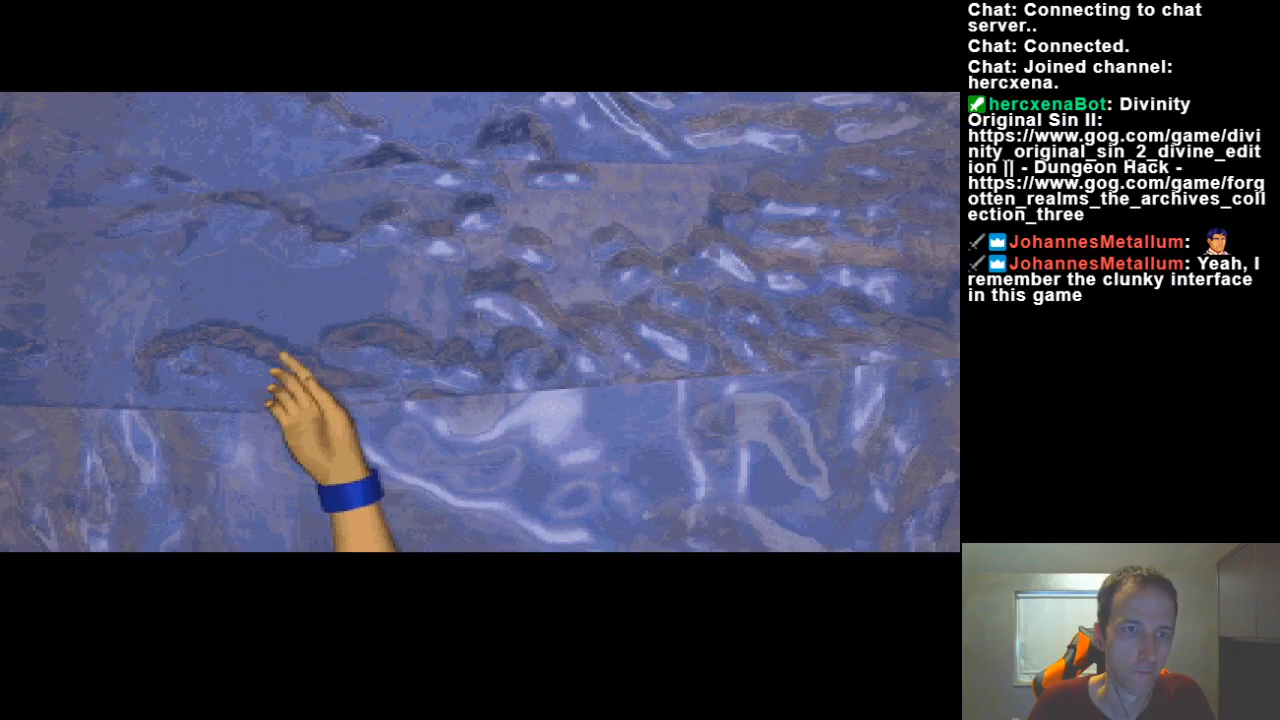 Chat: Connecting to chat
server..
Chat: Connected.
Chat: Joined channel:
hercxena.
hercxenaBot: Divinity
Original Sin II:
https://www.gog.com/game/divi
nity_original_sin_2_divine_edit
ion || - Dungeon Hack -
https://www.gog.com/game/forg
otten_realms_the_archives_coll
ection_three
JohannesMetallum:
JohannesMetallum: Yeah, I
remember the clunky interface
in this game